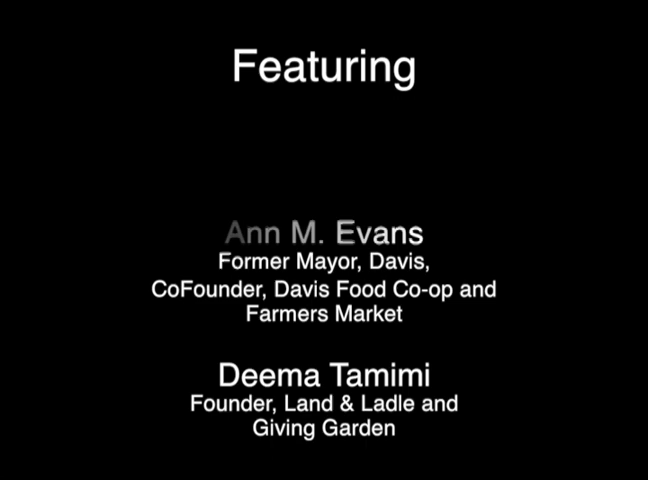 Featuring
Ann M. Evans
Former Mayor, Davis,
CoFounder, Davis Food Co-op and
Farmers Market
Deema Tamimi
Founder, Land & Ladle and
Giving Garden